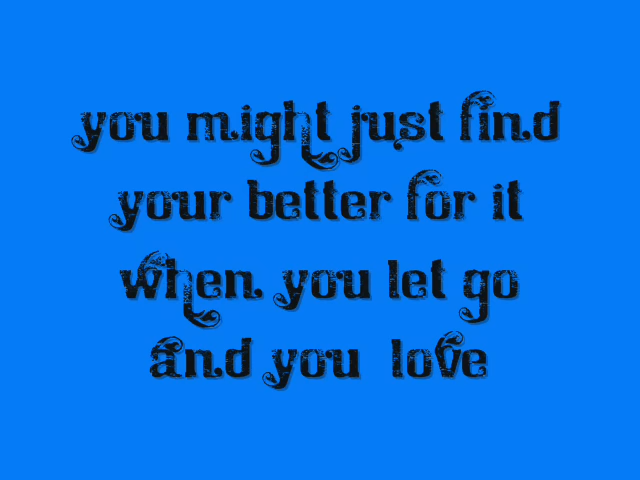 you might just find
your better for it
when you let go
and you love